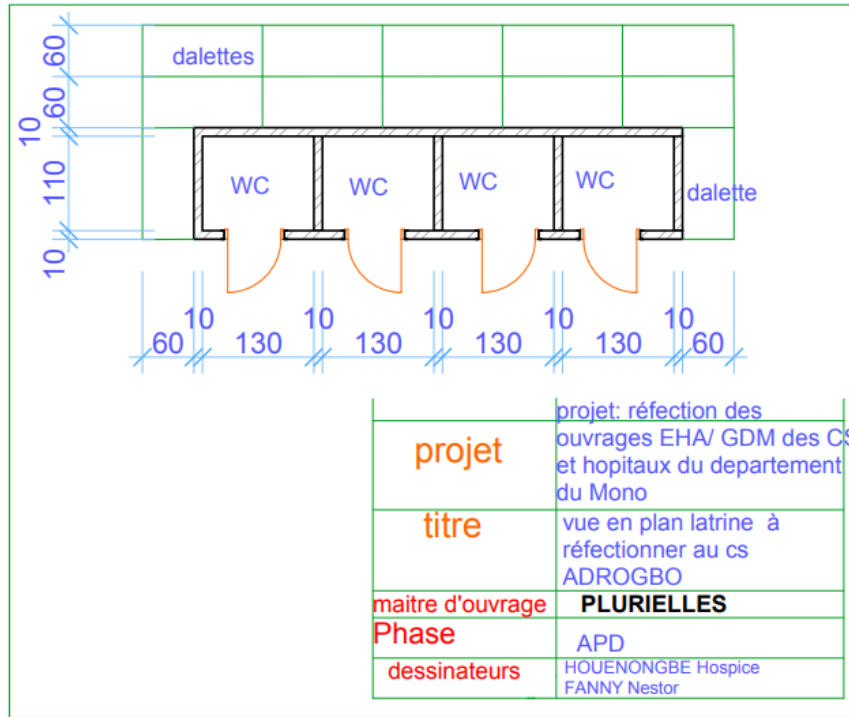 60
dalettes
60
10
110
WC
WC
WC
WC
dalette
10
10
10
10
10
10
60
130
130
130
130
60
projet
projet: réfection des
ouvrages EHA/ GDM des CS
et hopitaux du departement
du Mono
titre
vue en plan latrine à
réfectionner au cs
ADROGBO
maitre d'ouvrage
PLURIELLES
Phase
APD
dessinateurs
HOUENONGBE Hospice
FANNY Nestor